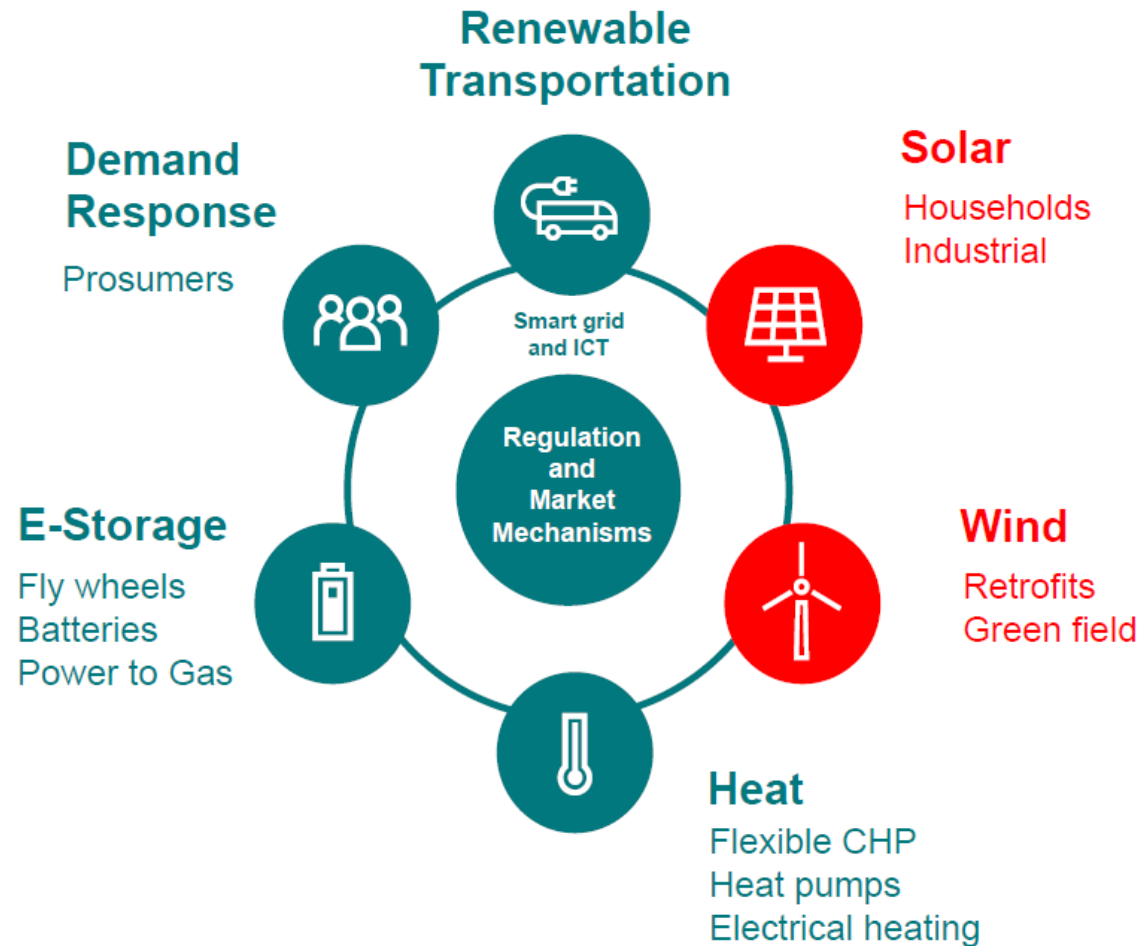 Renewable
Transportation
Demand
Response
Prosumers
Solar
Households
Industrial
Smart grid
and ICT
Regulation
and
Market
Mechanisms
E-Storage
Fly wheels
Batteries
Power to Gas
Wind
Retrofits
Green field
Heat
Flexible CHP
Heat pumps
Electrical heating